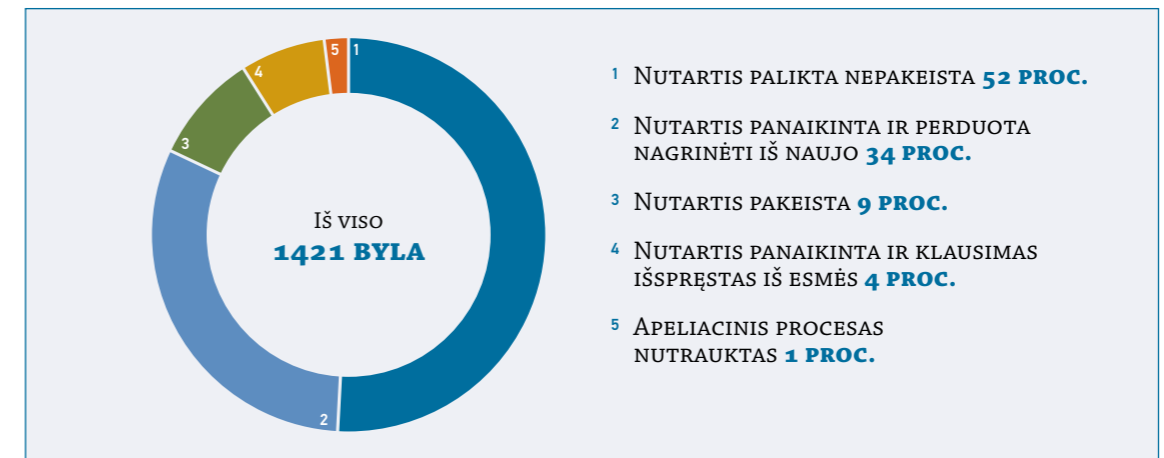 5 1
4
3
2
Iš viso
1421 BYLA
1 NUTARTIS PALIKTA NEPAKEISTA 52 PROC.
2 NUTARTIS PANAIKINTA IR PERDUOTA
NAGRINĖTI IŠ NAUJO 34 PROC.
3 NUTARTIS PAKEISTA 9 PROC.
4 NUTARTIS PANAIKINTA IR KLAUSIMAS
IŠSPRĘSTAS IŠ ESMĖS 4 PROC.
5 APELIACINIS PROCESAS
NUTRAUKTAS 1 PROC.